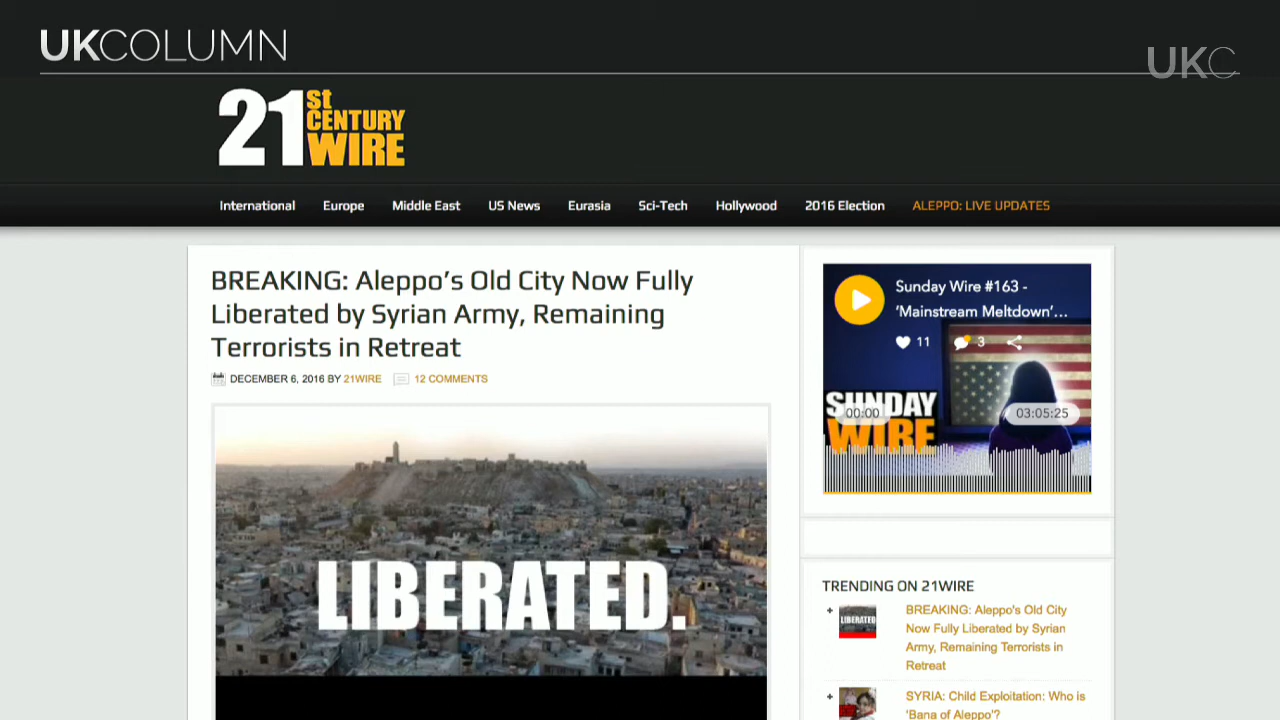 UKCOLUMN
UKC
21st CENTURY WIRE
International Europe Middle East US News Eurasia Sci-Tech Hollywood 2016 Election ALEPPO: LIVE UPDATES
BREAKING: Aleppo's Old City Now Fully
Liberated by Syrian Army, Remaining
Terrorists in Retreat
DECEMBER 6, 2016 BY 21WIRE 12 COMMENTS
LIBERATED.
Sunday Wire #163 -
'Mainstream Meltdown'...
11 3
SUNDAY
WIRE
00:00 03:05:25
TRENDING ON 21WIRE
LIBERATED
BREAKING: Aleppo's Old City
Now Fully Liberated by Syrian
Army, Remaining Terrorists in
Retreat
SYRIA: Child Exploitation: Who is
'Bana of Aleppo'?